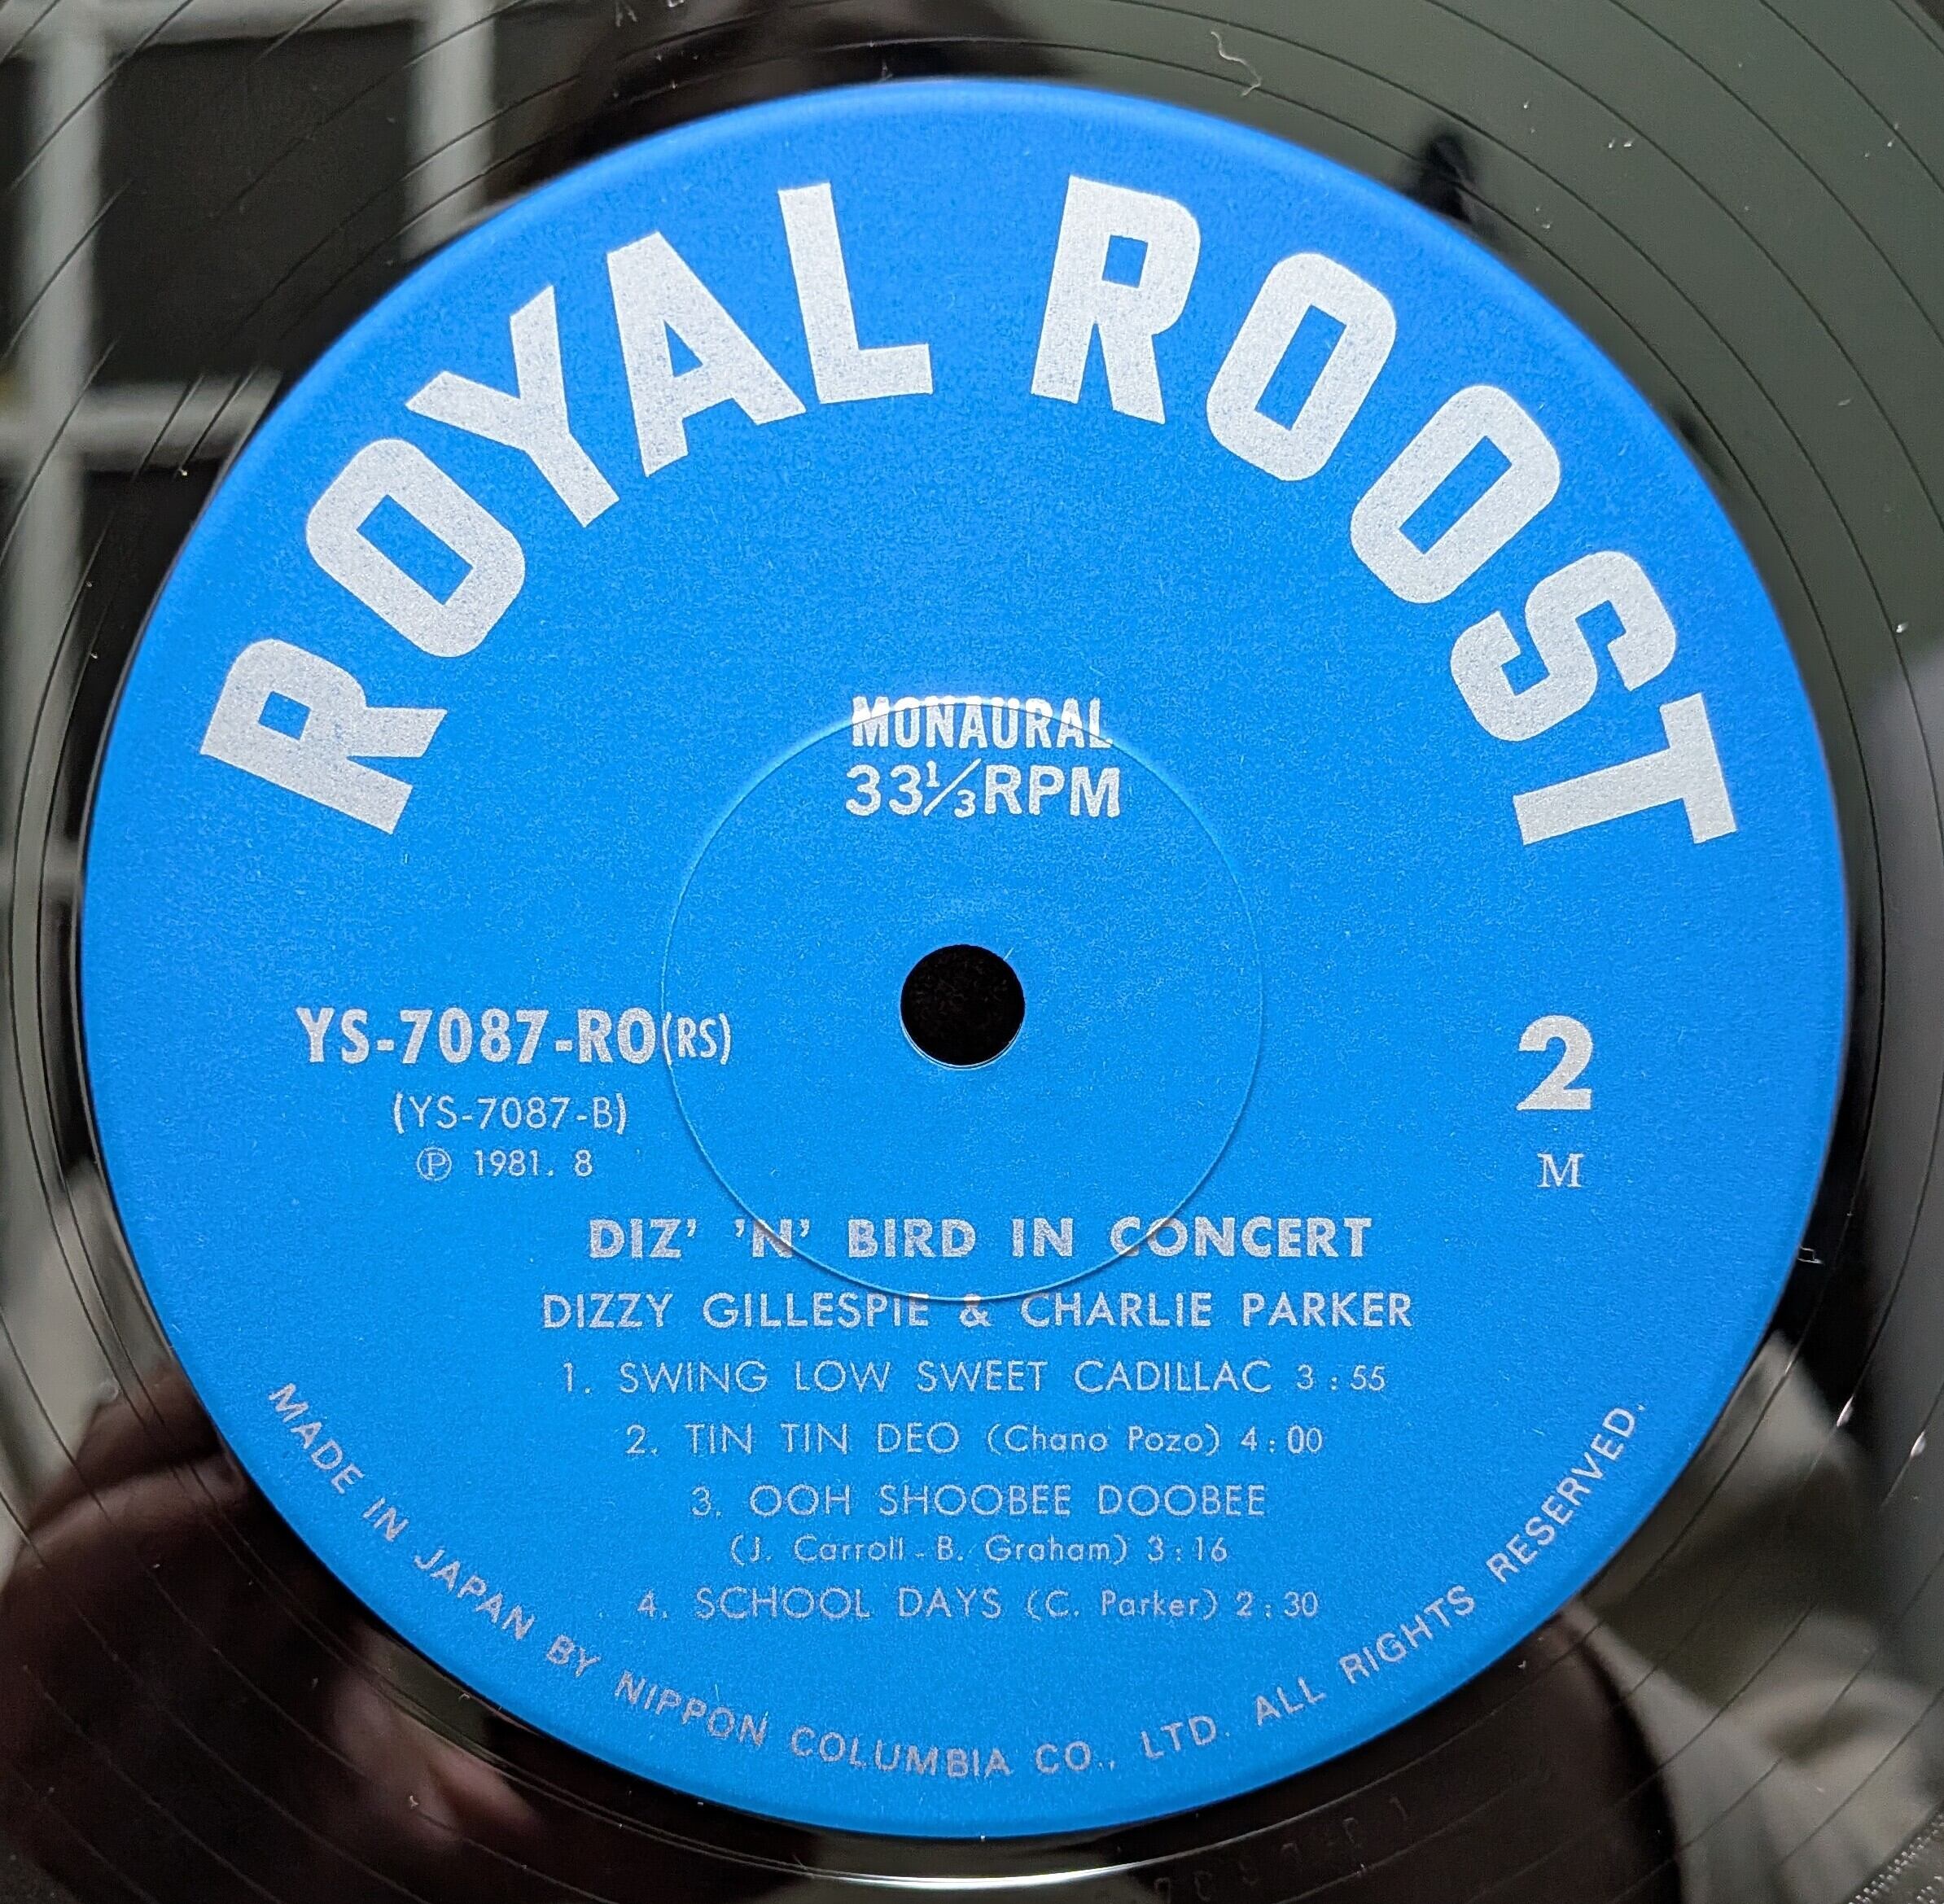 ROYAL ROOST
MONAURAL
33⅓RPM
YS-7087-RO(RS)
(YS-7087-B)
Ⓟ 1981. 8
2
M
DIZ' 'N' BIRD IN CONCERT
DIZZY GILLESPIE & CHARLIE PARKER
1. SWING LOW SWEET CADILLAC 3:55
2. TIN TIN DEO (Chano Pozo) 4:00
3. OOH SHOOBEE DOOBEE
(J. Carroll - B. Graham) 3:16
4. SCHOOL DAYS (C. Parker) 2:30
MADE IN JAPAN BY NIPPON COLUMBIA CO., LTD. ALL RIGHTS RESERVED.